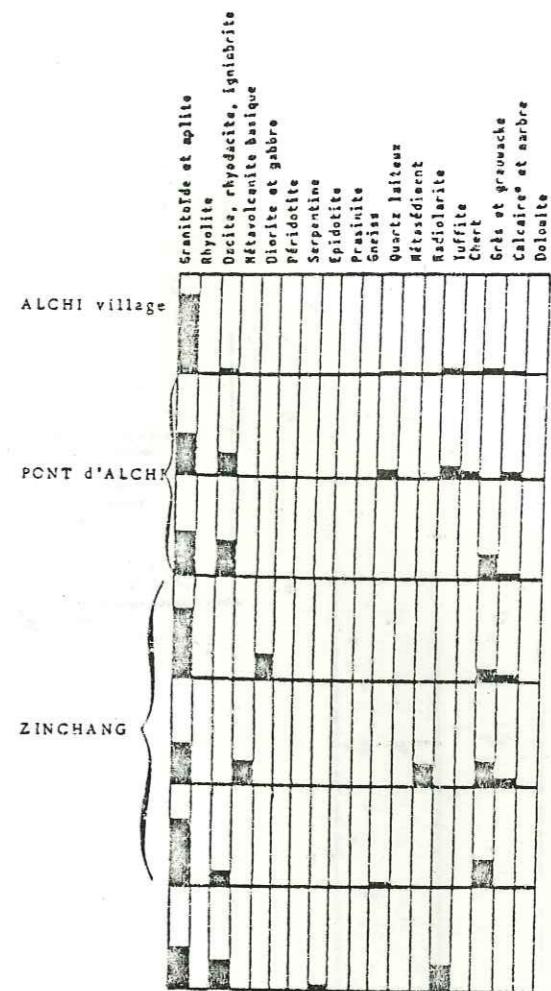 Granitoïde et aplite
Rhyolite
Dacite, rhyodacite, ignimbrite
Métavolcanite basique
Diorite et gabbro
Péridotite
Serpentine
Epidotite
Prasinite
Gneiss
Quartz laiteux
Métasédiment
Radiolarite
Tuffite
Chert
Grès et grauwacke
Calcaire* et marbre
Dolomite
ALCHI village
PONT d'ALCHI
ZINCHANG